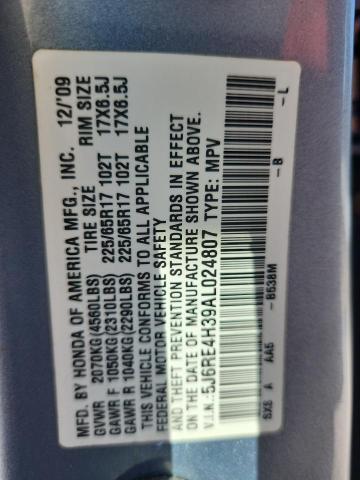 MFD. BY HONDA OF AMERICA MFG., INC. 12/'09
GVWR 2070KG(4560LBS) TIRE SIZE RIM SIZE
GAWR F 1050KG(2310LBS) 225/65R17 102T 17X6.5J
GAWR R 1040KG(2290LBS) 225/65R17 102T 17X6.5J
THIS VEHICLE CONFORMS TO ALL APPLICABLE
FEDERAL MOTOR VEHICLE SAFETY
AND THEFT PREVENTION STANDARDS IN EFFECT
ON THE DATE OF MANUFACTURE SHOWN ABOVE.
V.I.N.:5J6RE4H39AL024807 TYPE: MPV
SXS A AA5 -B538M -B -L